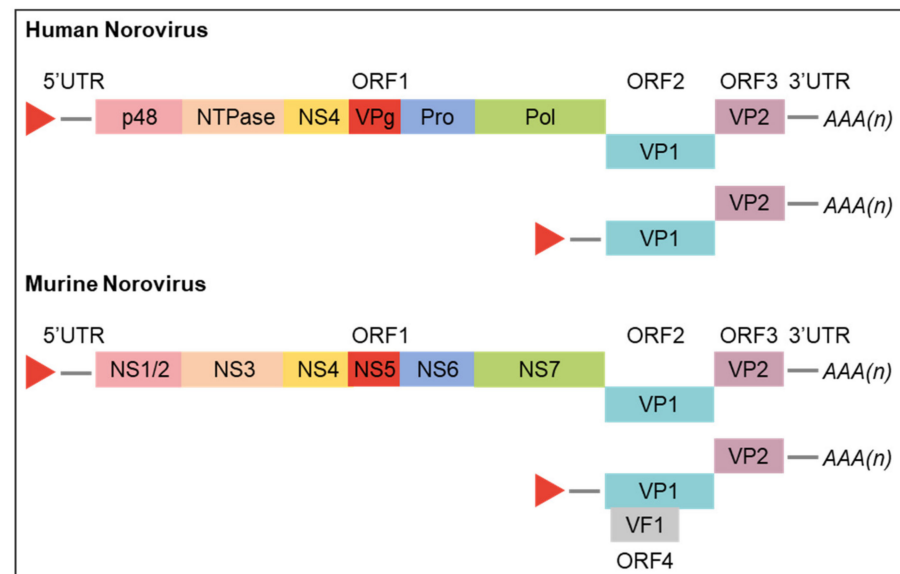 Human Norovirus
5'UTR ORF1 ORF2 ORF3 3'UTR
p48 NTPase NS4 VPg Pro Pol VP2 AAA(n)
VP1
VP2 AAA(n)
VP1
Murine Norovirus
5'UTR ORF1 ORF2 ORF3 3'UTR
NS1/2 NS3 NS4 NS5 NS6 NS7 VP2 AAA(n)
VP1
VP2 AAA(n)
VP1
VF1
ORF4